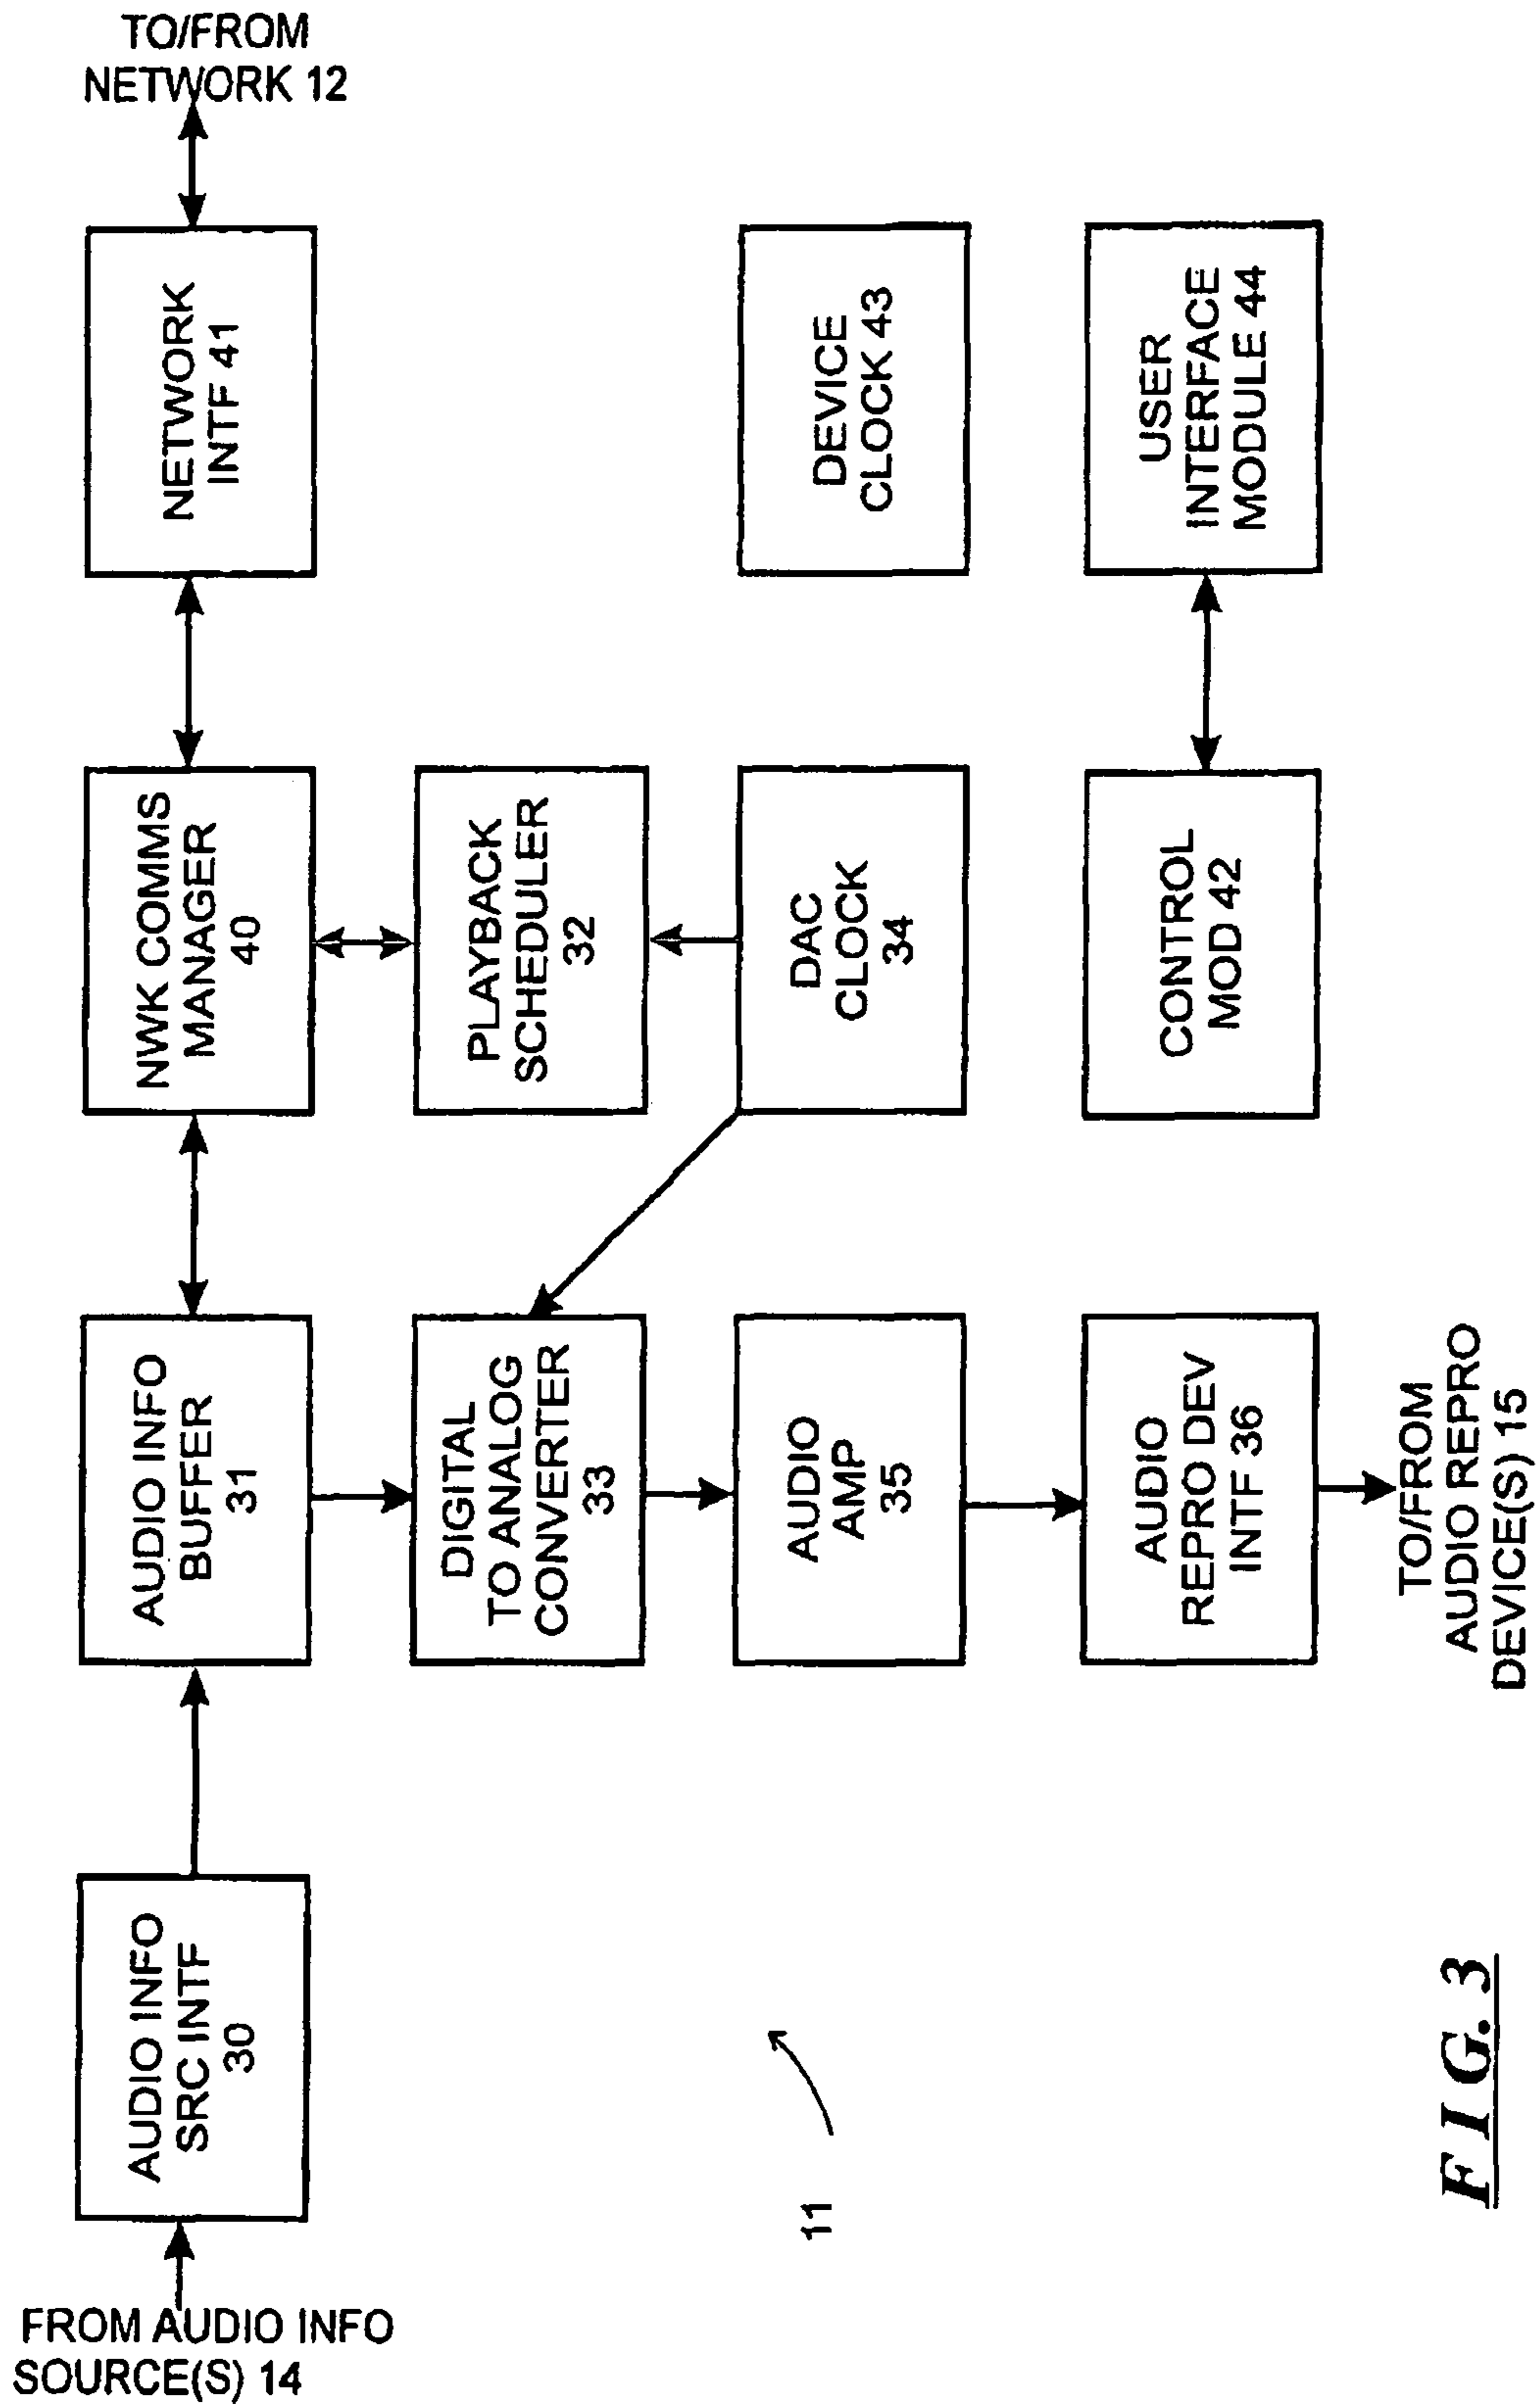 FROM AUDIO INFO
SOURCE(S) 14
AUDIO INFO
SRC INTF
30
AUDIO INFO
BUFFER
31
NWK COMMS
MANAGER
40
NETWORK
INTF 41
TO/FROM
NETWORK 12
DIGITAL
TO ANALOG
CONVERTER
33
PLAYBACK
SCHEDULER
32
11
AUDIO
AMP
35
DAC
CLOCK
34
DEVICE
CLOCK 43
AUDIO
REPRO DEV
INTF 36
CONTROL
MOD 42
USER
INTERFACE
MODULE 44
TO/FROM
AUDIO REPRO
DEVICE(S) 15
FIG. 3